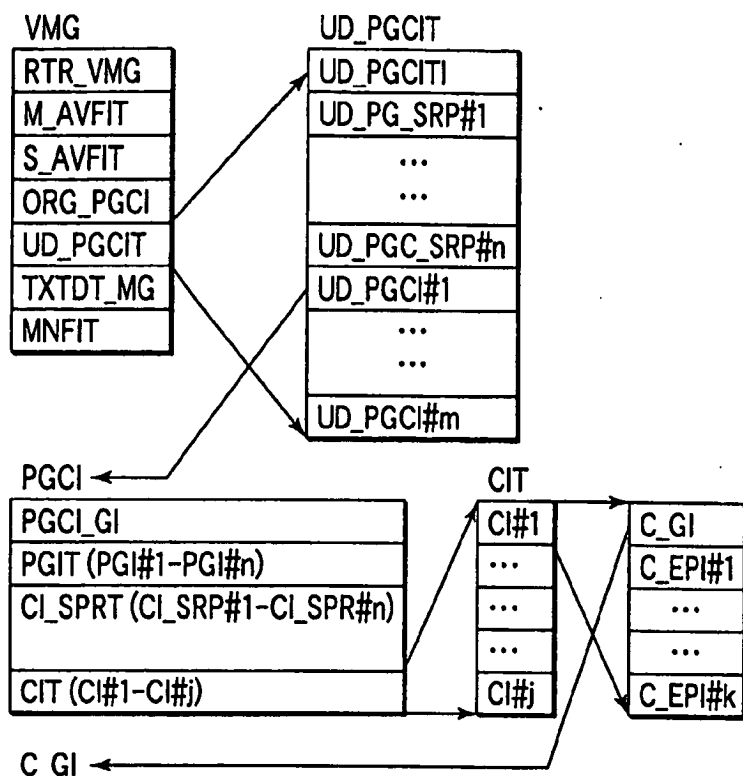 VMG
RTR_VMG
M_AVFIT
S_AVFIT
ORG_PGCI
UD_PGCIT
TXTDT_MG
MNFIT
UD_PGCIT
UD_PGCITI
UD_PG_SRP#1
...
...
UD_PGC_SRP#n
UD_PGCI#1
...
...
UD_PGCI#m
PGCI
PGCI_GI
PGIT (PGI#1-PGI#n)
CI_SPRT (CI_SRP#1-CI_SPR#n)
CIT (CI#1-CI#j)
CIT
CI#1
...
...
...
CI#j
C_GI
C_EPI#1
...
...
C_EPI#k
C_GI